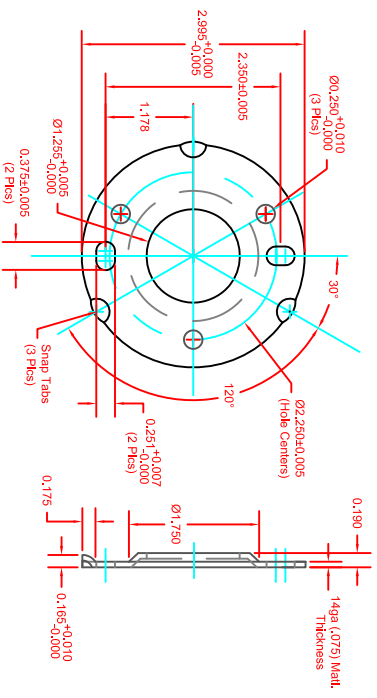 2.995+0.000
-0.005
2.350±0.005
1.178
Ø0.250+0.010
-0.000
(3 Plcs)
Ø1.255+0.005
-0.000
0.375±0.005
(2 Plcs)
30°
Snap Tabs
(3 Plcs)
120°
Ø2.250±0.005
(Hole Centers)
0.251+0.007
-0.000
(2 Plcs)
0.175
Ø1.750
0.190
0.165+0.010
-0.000
14ga (.075) Matl.
Thickness